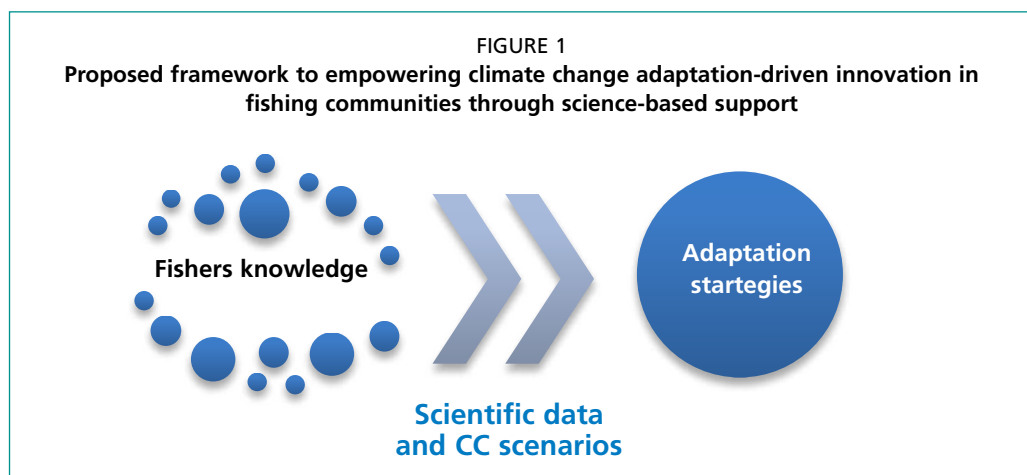 FIGURE 1
Proposed framework to empowering climate change adaptation-driven innovation in
fishing communities through science-based support
Fishers knowledge
Adaptation
startegies
Scientific data
and CC scenarios